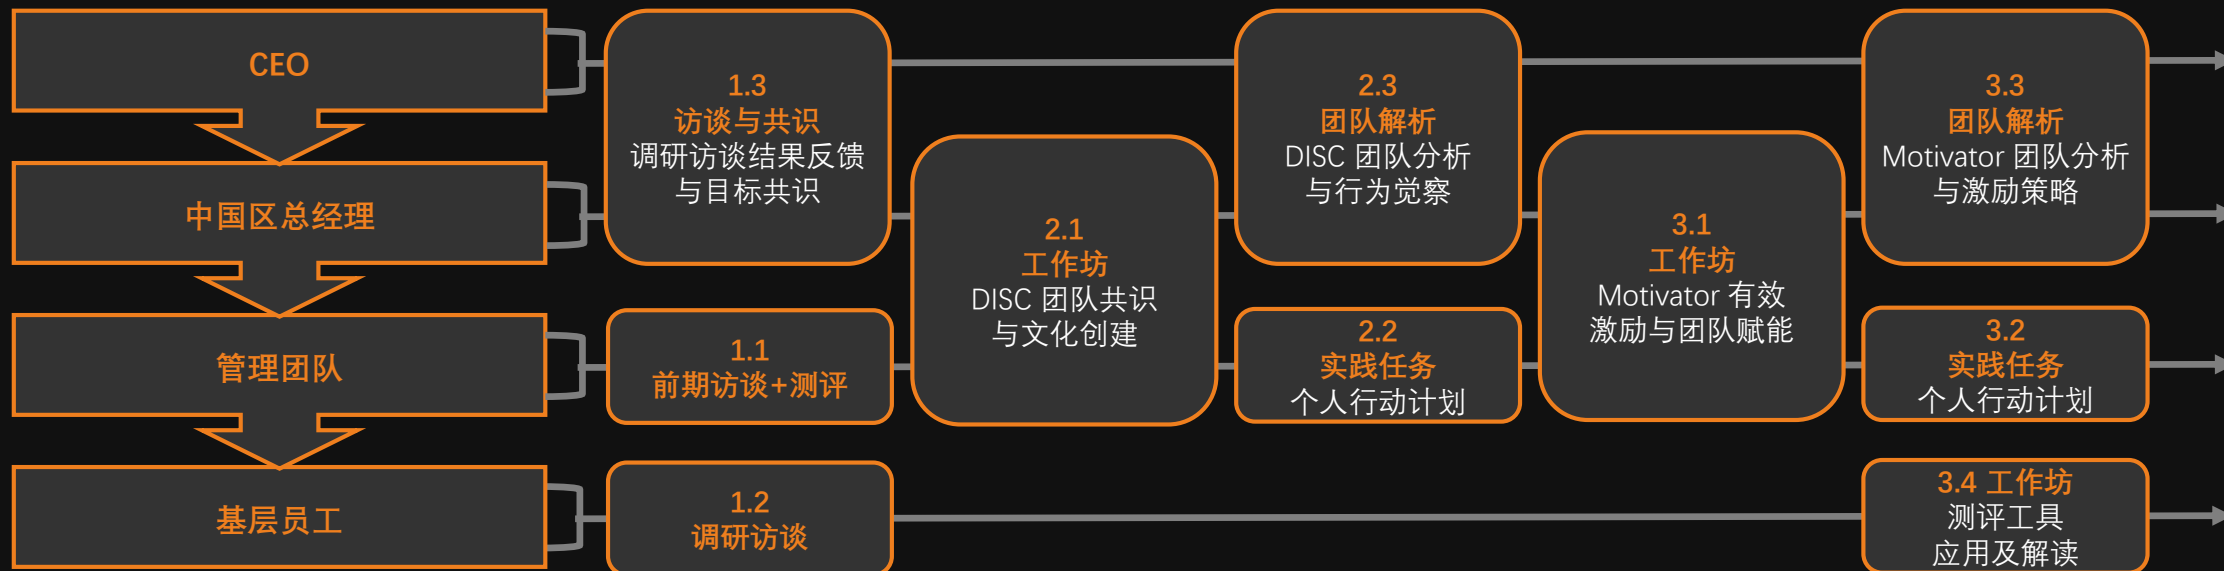 CEO
中国区总经理
管理团队
基层员工
1.3
访谈与共识
调研访谈结果反馈
与目标共识
1.1
前期访谈+测评
1.2
调研访谈
2.1
工作坊
DISC 团队共识
与文化创建
2.3
团队解析
DISC 团队分析
与行为觉察
2.2
实践任务
个人行动计划
3.1
工作坊
Motivator 有效
激励与团队赋能
3.3
团队解析
Motivator 团队分析
与激励策略
3.2
实践任务
个人行动计划
3.4 工作坊
测评工具
应用及解读